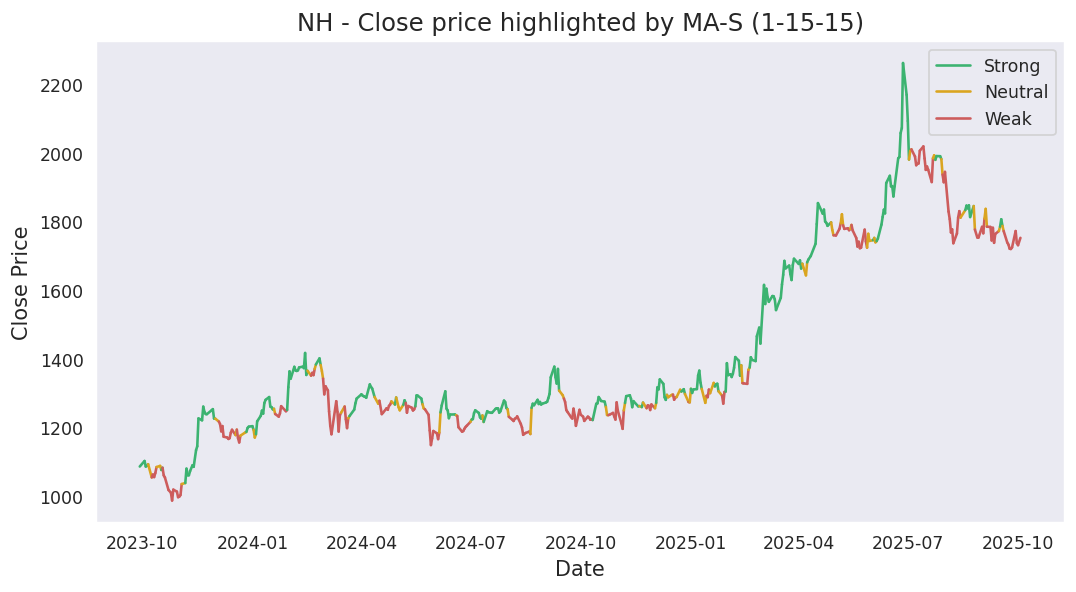 NH - Close price highlighted by MA-S (1-15-15)
Strong
Neutral
Weak
2200
2000
1800
1600
1400
1200
1000
Close Price
2023-10 2024-01 2024-04 2024-07 2024-10 2025-01 2025-04 2025-07 2025-10
Date